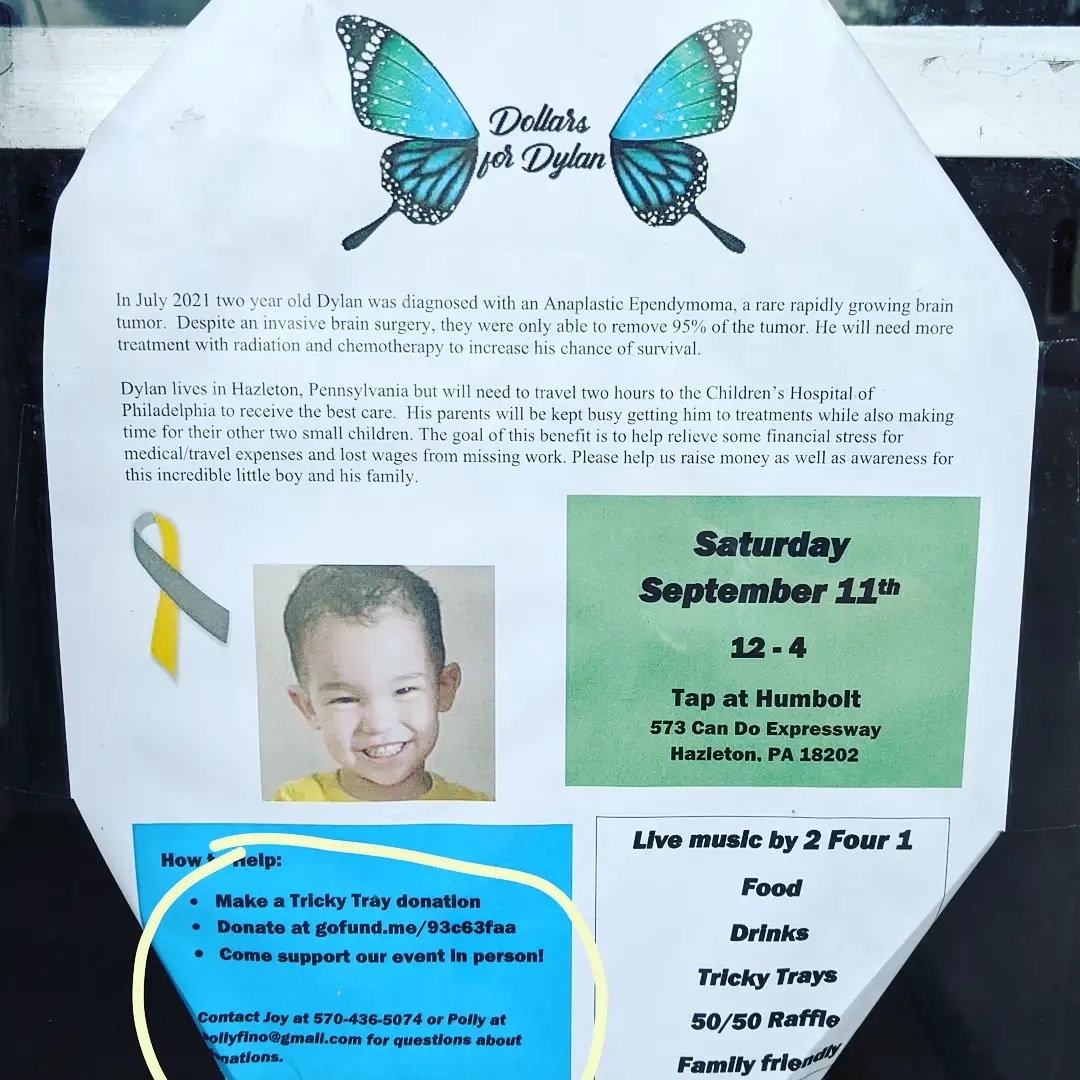 Dollars
for Dylan
In July 2021 two year old Dylan was diagnosed with an Anaplastic Ependymoma, a rare rapidly growing brain
tumor. Despite an invasive brain surgery, they were only able to remove 95% of the tumor. He will need more
treatment with radiation and chemotherapy to increase his chance of survival.
Dylan lives in Hazleton, Pennsylvania but will need to travel two hours to the Children's Hospital of
Philadelphia to receive the best care. His parents will be kept busy getting him to treatments while also making
time for their other two small children. The goal of this benefit is to help relieve some financial stress for
medical/travel expenses and lost wages from missing work. Please help us raise money as well as awareness for
this incredible little boy and his family.
Saturday
September 11th
12 - 4
Tap at Humbolt
573 Can Do Expressway
Hazleton, PA 18202
How Help:
• Make a Tricky Tray donation
• Donate at gofund.me/93c63faa
• Come support our event in person!
Contact Joy at 570-436-5074 or Polly at
ollyfino@gmail.com for questions about
nations.
Live music by 2 Four 1
Food
Drinks
Tricky Trays
50/50 Raffle
Family friendly